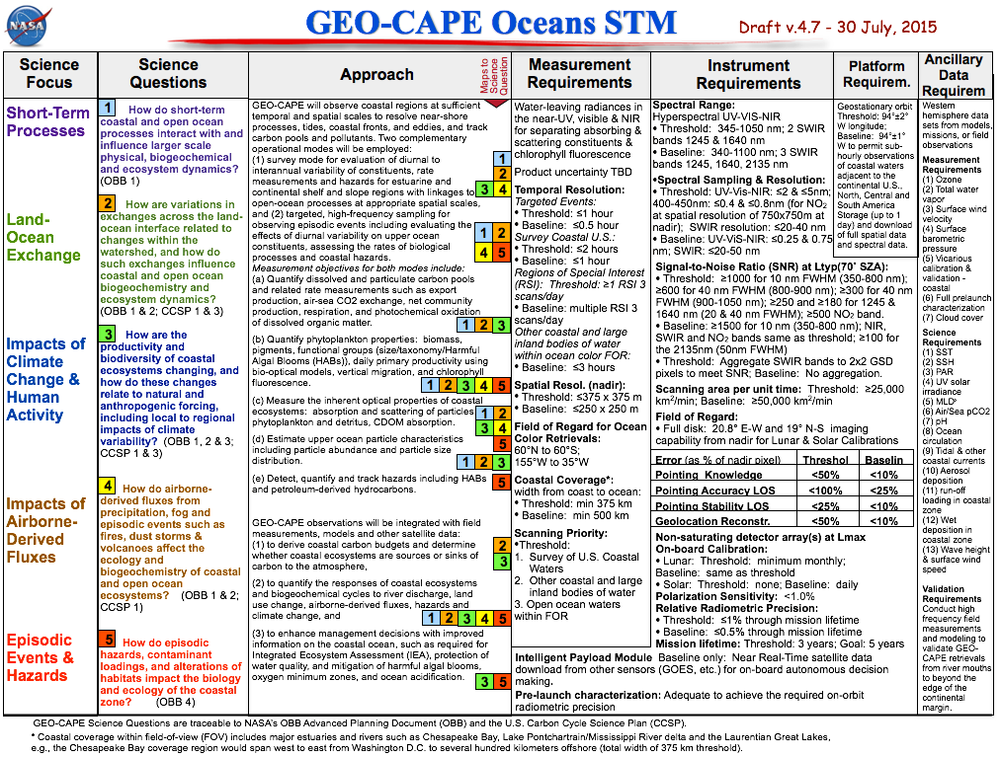 NASA
GEO-CAPE Oceans STM
Draft v.4.7 - 30 July, 2015
Science
Focus
Science
Questions
Approach
Maps to
Science
Question
Measurement
Requirements
Instrument
Requirements
Platform
Requirem.
Ancillary
Data
Requirem
Short-Term
Processes
Land-
Ocean
Exchange
Impacts of
Climate
Change &
Human
Activity
Impacts of
Airborne-
Derived
Fluxes
Episodic
Events &
Hazards
1 How do short-term
coastal and open ocean
processes interact with and
influence larger scale
physical, biogeochemical
and ecosystem dynamics?
(OBB 1)
2 How are variations in
exchanges across the land-
ocean interface related to
changes within the
watershed, and how do
such exchanges influence
coastal and open ocean
biogeochemistry and
ecosystem dynamics?
(OBB 1 & 2; CCSP 1 & 3)
3 How are the
productivity and
biodiversity of coastal
ecosystems changing, and
how do these changes
relate to natural and
anthropogenic forcing,
including local to regional
impacts of climate
variability? (OBB 1, 2 & 3;
CCSP 1 & 3)
4 How do airborne-
derived fluxes from
precipitation, fog and
episodic events such as
fires, dust storms &
volcanoes affect the
ecology and
biogeochemistry of coastal
and open ocean
ecosystems? (OBB 1 & 2;
CCSP 1)
5 How do episodic
hazards, contaminant
loadings, and alterations of
habitats impact the biology
and ecology of the coastal
zone? (OBB 4)
GEO-CAPE will observe coastal regions at sufficient
temporal and spatial scales to resolve near-shore
processes, tides, coastal fronts, and eddies, and track
carbon pools and pollutants. Two complementary
operational modes will be employed:
(1) survey mode for evaluation of diurnal to
interannual variability of constituents, rate
measurements and hazards for estuarine and
continental shelf and slope regions with linkages to
open-ocean processes at appropriate spatial scales,
and (2) targeted, high-frequency sampling for
observing episodic events including evaluating the
effects of diurnal variability on upper ocean
constituents, assessing the rates of biological
processes and coastal hazards.
1
2
3 4
1 2
4 5
Measurement objectives for both modes include:
(a) Quantify dissolved and particulate carbon pools
and related rate measurements such as export
production, air-sea CO2 exchange, net community
production, respiration, and photochemical oxidation
of dissolved organic matter.
1 2 3
(b) Quantify phytoplankton properties: biomass,
pigments, functional groups (size/taxonomy/Harmful
Algal Blooms (HABs)), daily primary productivity using
bio-optical models, vertical migration, and chlorophyll
fluorescence.
1 2 3 4 5
(c) Measure the inherent optical properties of coastal
ecosystems: absorption and scattering of particles,
phytoplankton and detritus, CDOM absorption.
1 2
3 4
5
(d) Estimate upper ocean particle characteristics
including particle abundance and particle size
distribution.
1 2 3
(e) Detect, quantify and track hazards including HABs
and petroleum-derived hydrocarbons.
5
GEO-CAPE observations will be integrated with field
measurements, models and other satellite data:
(1) to derive coastal carbon budgets and determine
whether coastal ecosystems are sources or sinks of
carbon to the atmosphere,
2
3
(2) to quantify the responses of coastal ecosystems
and biogeochemical cycles to river discharge, land
use change, airborne-derived fluxes, hazards and
climate change, and
1 2 3 4 5
(3) to enhance management decisions with improved
information on the coastal ocean, such as required for
Integrated Ecosystem Assessment (IEA), protection of
water quality, and mitigation of harmful algal blooms,
oxygen minimum zones, and ocean acidification.
3 5
Water-leaving radiances in
the near-UV, visible & NIR
for separating absorbing &
scattering constituents &
chlorophyll fluorescence
Product uncertainty TBD
Temporal Resolution:
Targeted Events:
• Threshold: ≤1 hour
• Baseline: ≤0.5 hour
Survey Coastal U.S.:
• Threshold: ≤2 hours
• Baseline: ≤1 hour
Regions of Special Interest
(RSI): Threshold: ≥1 RSI 3
scans/day
• Baseline: multiple RSI 3
scans/day
Other coastal and large
inland bodies of water
within ocean color FOR:
• Baseline: ≤3 hours
Spatial Resol. (nadir):
• Threshold: ≤375 x 375 m
• Baseline: ≤250 x 250 m
Field of Regard for Ocean
Color Retrievals:
60°N to 60°S;
155°W to 35°W
Coastal Coverage*:
width from coast to ocean:
• Threshold: min 375 km
• Baseline: min 500 km
Scanning Priority:
•Threshold:
1. Survey of U.S. Coastal
Waters
2. Other coastal and large
inland bodies of water
3. Open ocean waters
within FOR
Spectral Range:
Hyperspectral UV-VIS-NIR
• Threshold: 345-1050 nm; 2 SWIR
bands 1245 & 1640 nm
• Baseline: 340-1100 nm; 3 SWIR
bands 1245, 1640, 2135 nm
•Spectral Sampling & Resolution:
• Threshold: UV-Vis-NIR: ≤2 & ≤5nm;
400-450nm: ≤0.4 & ≤0.8nm (for NO2
at spatial resolution of 750x750m at
nadir); SWIR resolution: ≤20-40 nm
• Baseline: UV-ViS-NIR: ≤0.25 & 0.75
nm; SWIR: ≤20-50 nm
Signal-to-Noise Ratio (SNR) at Ltyp(70° SZA):
• Threshold: ≥1000 for 10 nm FWHM (350-800 nm);
≥600 for 40 nm FWHM (800-900 nm); ≥300 for 40 nm
FWHM (900-1050 nm); ≥250 and ≥180 for 1245 &
1640 nm (20 & 40 nm FWHM); ≥500 NO2 band.
• Baseline: ≥1500 for 10 nm (350-800 nm); NIR,
SWIR and NO2 bands same as threshold; ≥100 for
the 2135nm (50nm FWHM)
• Threshold: Aggregate SWIR bands to 2x2 GSD
pixels to meet SNR; Baseline: No aggregation.
Scanning area per unit time: Threshold: ≥25,000
km2/min; Baseline: ≥50,000 km2/min
Field of Regard:
• Full disk: 20.8° E-W and 19° N-S imaging
capability from nadir for Lunar & Solar Calibrations
Error (as % of nadir pixel) Threshol Baselin
Pointing Knowledge <50% <10%
Pointing Accuracy LOS <100% <25%
Pointing Stability LOS <25% <10%
Geolocation Reconstr. <50% <10%
Non-saturating detector array(s) at Lmax
On-board Calibration:
• Lunar: Threshold: minimum monthly;
Baseline: same as threshold
• Solar: Threshold: none; Baseline: daily
Polarization Sensitivity: <1.0%
Relative Radiometric Precision:
• Threshold: ≤1% through mission lifetime
• Baseline: ≤0.5% through mission lifetime
Mission lifetime: Threshold: 3 years; Goal: 5 years
Intelligent Payload Module Baseline only: Near Real-Time satellite data
download from other sensors (GOES, etc.) for on-board autonomous decision
making.
Pre-launch characterization: Adequate to achieve the required on-orbit
radiometric precision
Geostationary orbit
Threshold: 94°±2°
W longitude;
Baseline: 94°±1°
W to permit sub-
hourly observations
of coastal waters
adjacent to the
continental U.S.,
North, Central and
South America
Storage (up to 1
day) and download
of full spatial data
and spectral data.
Western
hemisphere data
sets from models,
missions, or field
observations
Measurement
Requirements
(1) Ozone
(2) Total water
vapor
(3) Surface wind
velocity
(4) Surface
barometric
pressure
(5) Vicarious
calibration &
validation -
coastal
(6) Full prelaunch
characterization
(7) Cloud cover
Science
Requirements
(1) SST
(2) SSH
(3) PAR
(4) UV solar
irradiance
(5) MLD
(6) Air/Sea pCO2
(7) pH
(8) Ocean
circulation
(9) Tidal & other
coastal currents
(10) Aerosol
deposition
(11) run-off
loading in coastal
zone
(12) Wet
deposition in
coastal zone
(13) Wave height
& surface wind
speed
Validation
Requirements
Conduct high
frequency field
measurements
and modeling to
validate GEO-
CAPE retrievals
from river mouths
to beyond the
edge of the
continental
margin.
GEO-CAPE Science Questions are traceable to NASA's OBB Advanced Planning Document (OBB) and the U.S. Carbon Cycle Science Plan (CCSP).
* Coastal coverage within field-of-view (FOV) includes major estuaries and rivers such as Chesapeake Bay, Lake Pontchartrain/Mississippi River delta and the Laurentian Great Lakes,
e.g., the Chesapeake Bay coverage region would span west to east from Washington D.C. to several hundred kilometers offshore (total width of 375 km threshold).